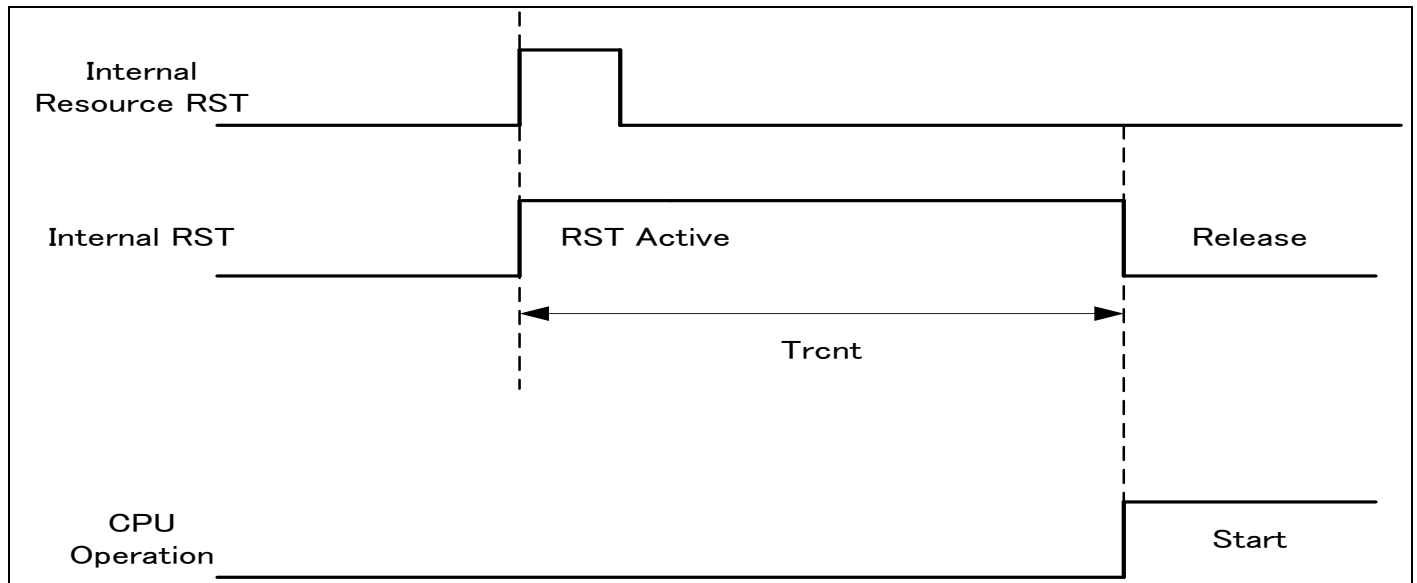 Internal
Resource RST
Internal RST
RST Active
Release
Trcnt
CPU
Operation
Start